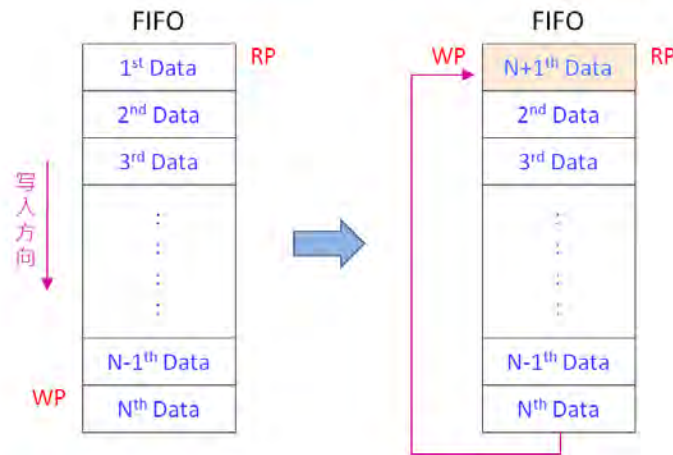 FIFO
1st Data
RP
2nd Data
3rd Data
写入方向
N-1th Data
WP
Nth Data
FIFO
WP
N+1th Data
RP
2nd Data
3rd Data
N-1th Data
Nth Data